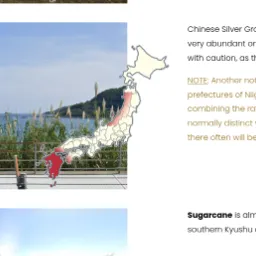 Chinese Silver Gra
very abundant or
with caution, as th
NOTE: Another not
prefectures of Niig
combining the ra
normally distinct
there often will be
Sugarcane is alm
southern Kyushu